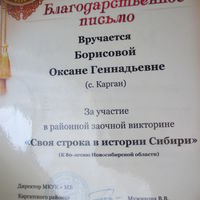 Благодарственное
письмо
Вручается
Борисовой
Оксане Геннадьевне
(с. Карган)
За участие
в районной заочной викторине
«Своя строка в истории Сибири»
(К 80-летию Новосибирской области)
Директор МКУК - МБ
Каргатского района
В.В.